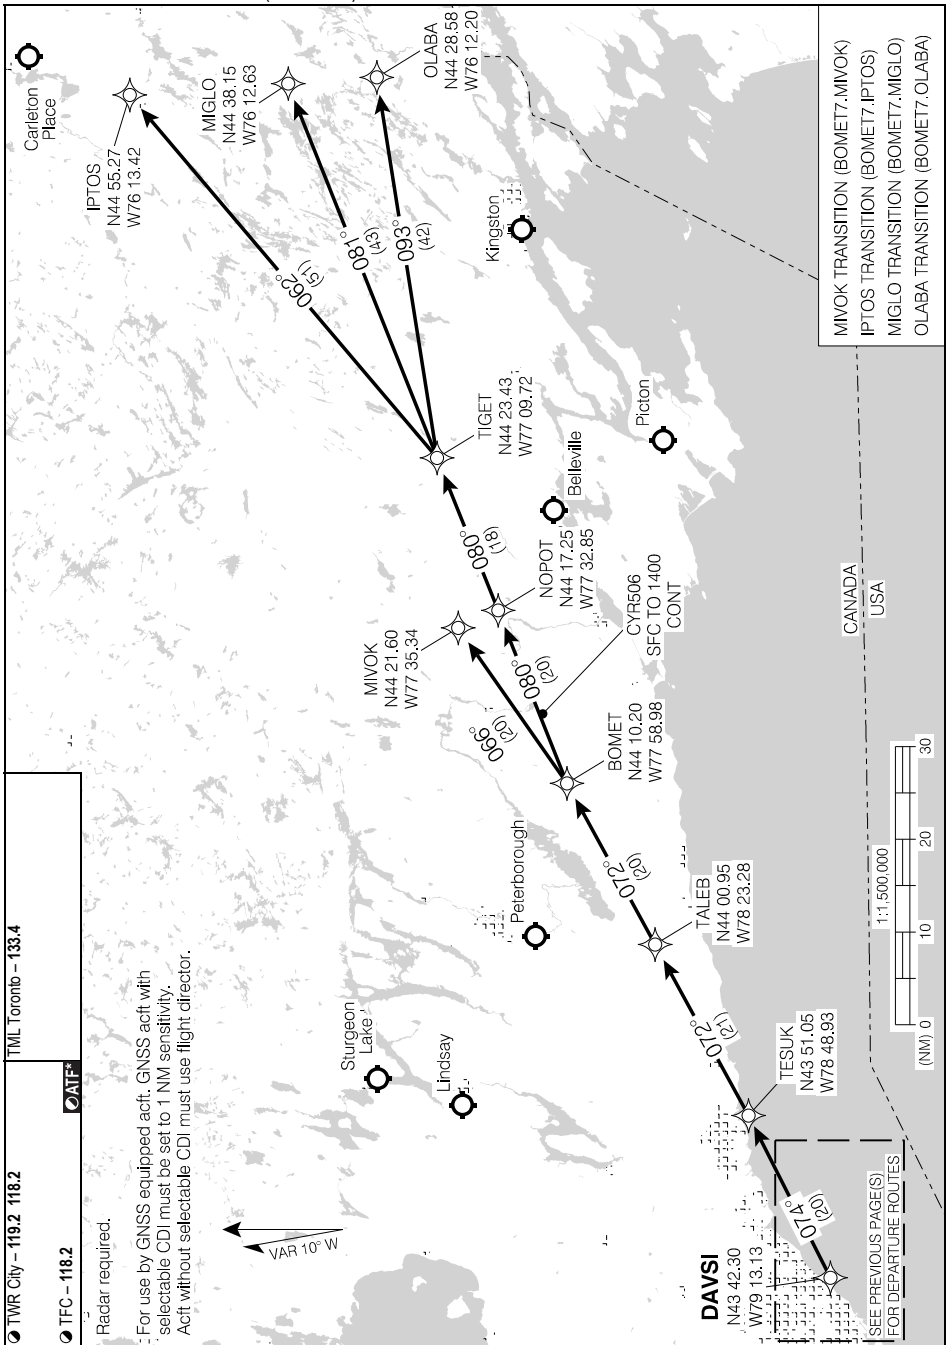 TWR City – 119.2 118.2
TML Toronto – 133.4
TFC – 118.2
ATF*
Radar required.
For use by GNSS equipped acft. GNSS acft with
selectable CDI must be set to 1 NM sensitivity.
Acft without selectable CDI must use flight director.
VAR 10° W
DAVSI
N43 42.30
W79 13.13
SEE PREVIOUS PAGE(S)
FOR DEPARTURE ROUTES
074°
(20)
TESUK
N43 51.05
W78 48.93
072°
(21)
TALEB
N44 00.95
W78 23.28
072°
(20)
BOMET
N44 10.20
W77 58.98
066°
(20)
MIVOK
N44 21.60
W77 35.34
080°
(20)
CYR506
SFC TO 1400
CONT
NOPOT
N44 17.25
W77 32.85
080°
(18)
TIGET
N44 23.43
W77 09.72
062°
(51)
IPTOS
N44 55.27
W76 13.42
081°
(43)
MIGLO
N44 38.15
W76 12.63
093°
(42)
OLABA
N44 28.58
W76 12.20
Carleton
Place
Sturgeon
Lake
Lindsay
Peterborough
Belleville
Picton
Kingston
CANADA
USA
1:1,500,000
(NM) 0 10 20 30
MIVOK TRANSITION (BOMET7.MIVOK)
IPTOS TRANSITION (BOMET7.IPTOS)
MIGLO TRANSITION (BOMET7.MIGLO)
OLABA TRANSITION (BOMET7.OLABA)